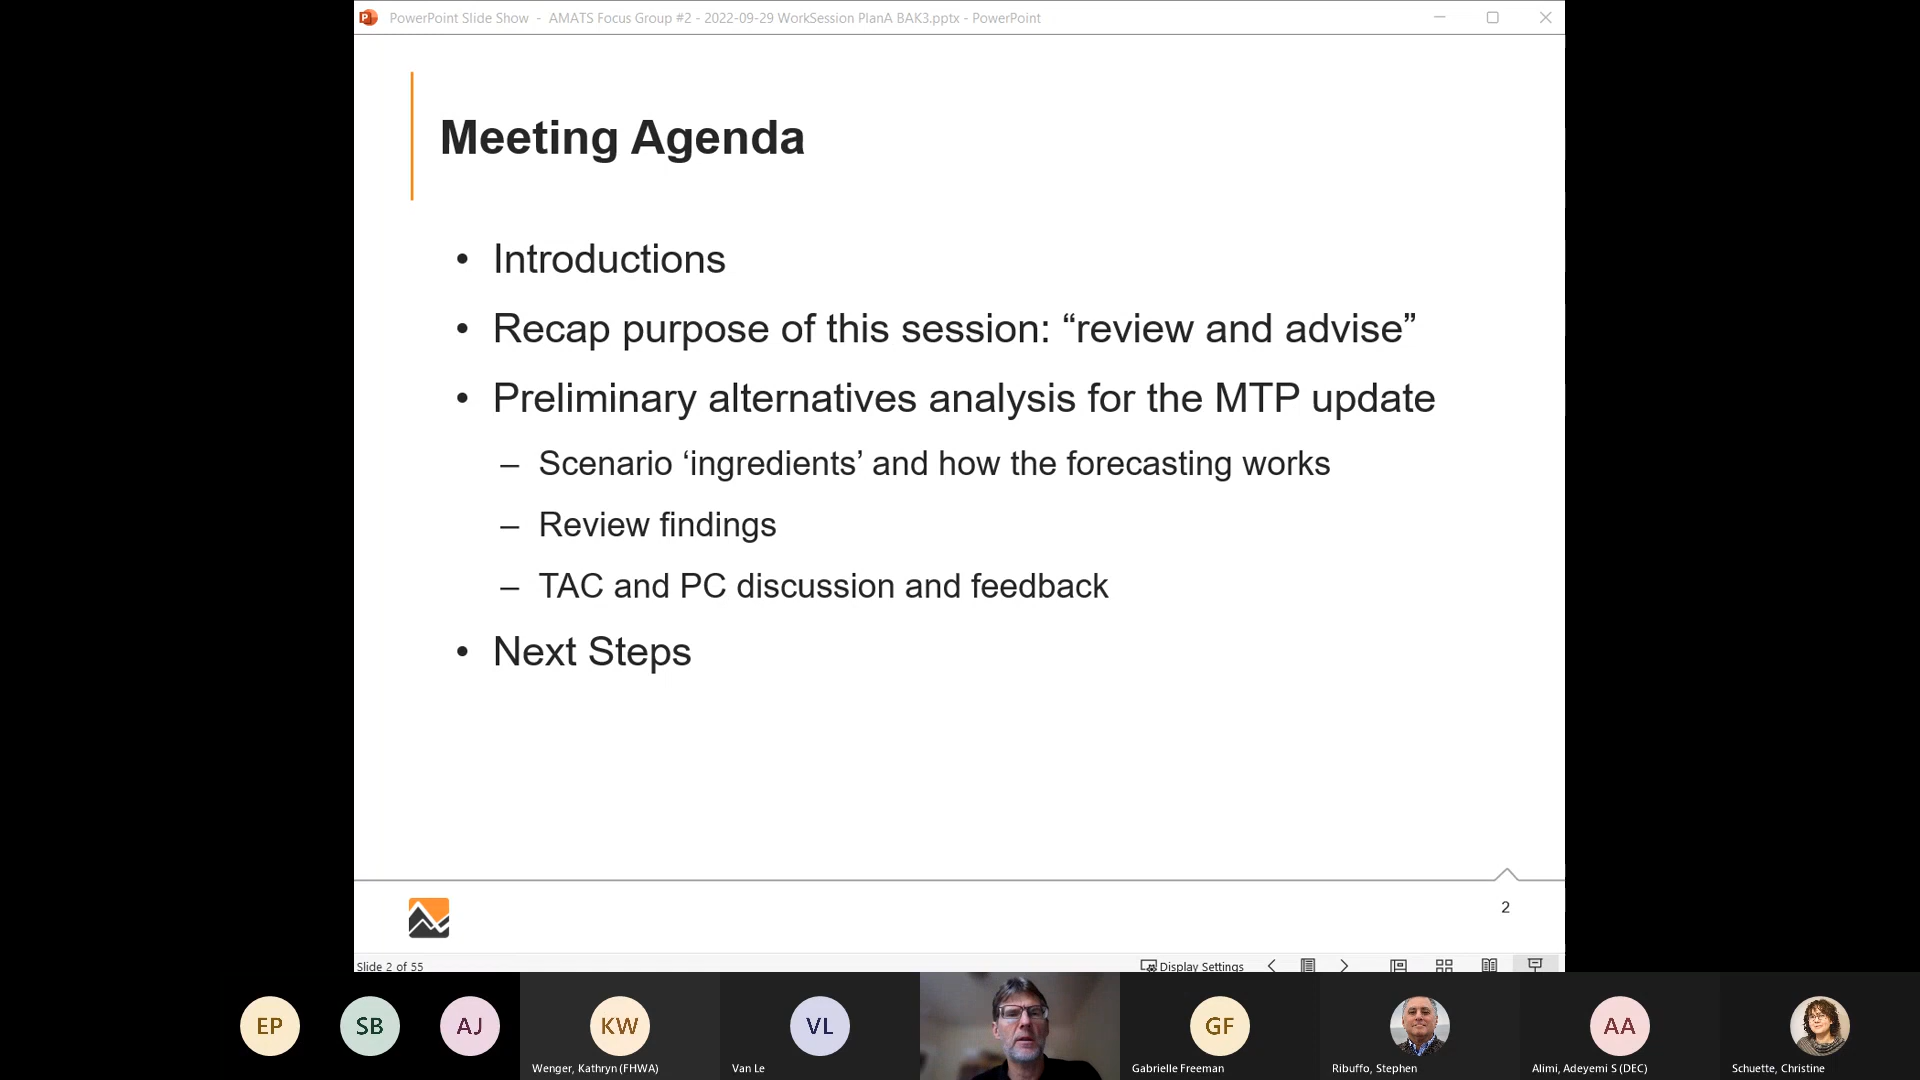 PowerPoint Slide Show - AMATS Focus Group #2 - 2022-09-29 WorkSession PlanA BAK3.pptx - PowerPoint
Meeting Agenda
• Introductions
• Recap purpose of this session: “review and advise”
• Preliminary alternatives analysis for the MTP update
– Scenario ‘ingredients’ and how the forecasting works
– Review findings
– TAC and PC discussion and feedback
• Next Steps
2
Slide 2 of 55
Display Settings
EP
SB
AJ
KW
VL
GF
AA
Wenger, Kathryn (FHWA)
Van Le
Gabrielle Freeman
Ribuffo, Stephen
Alimi, Adeyemi S (DEC)
Schuette, Christine